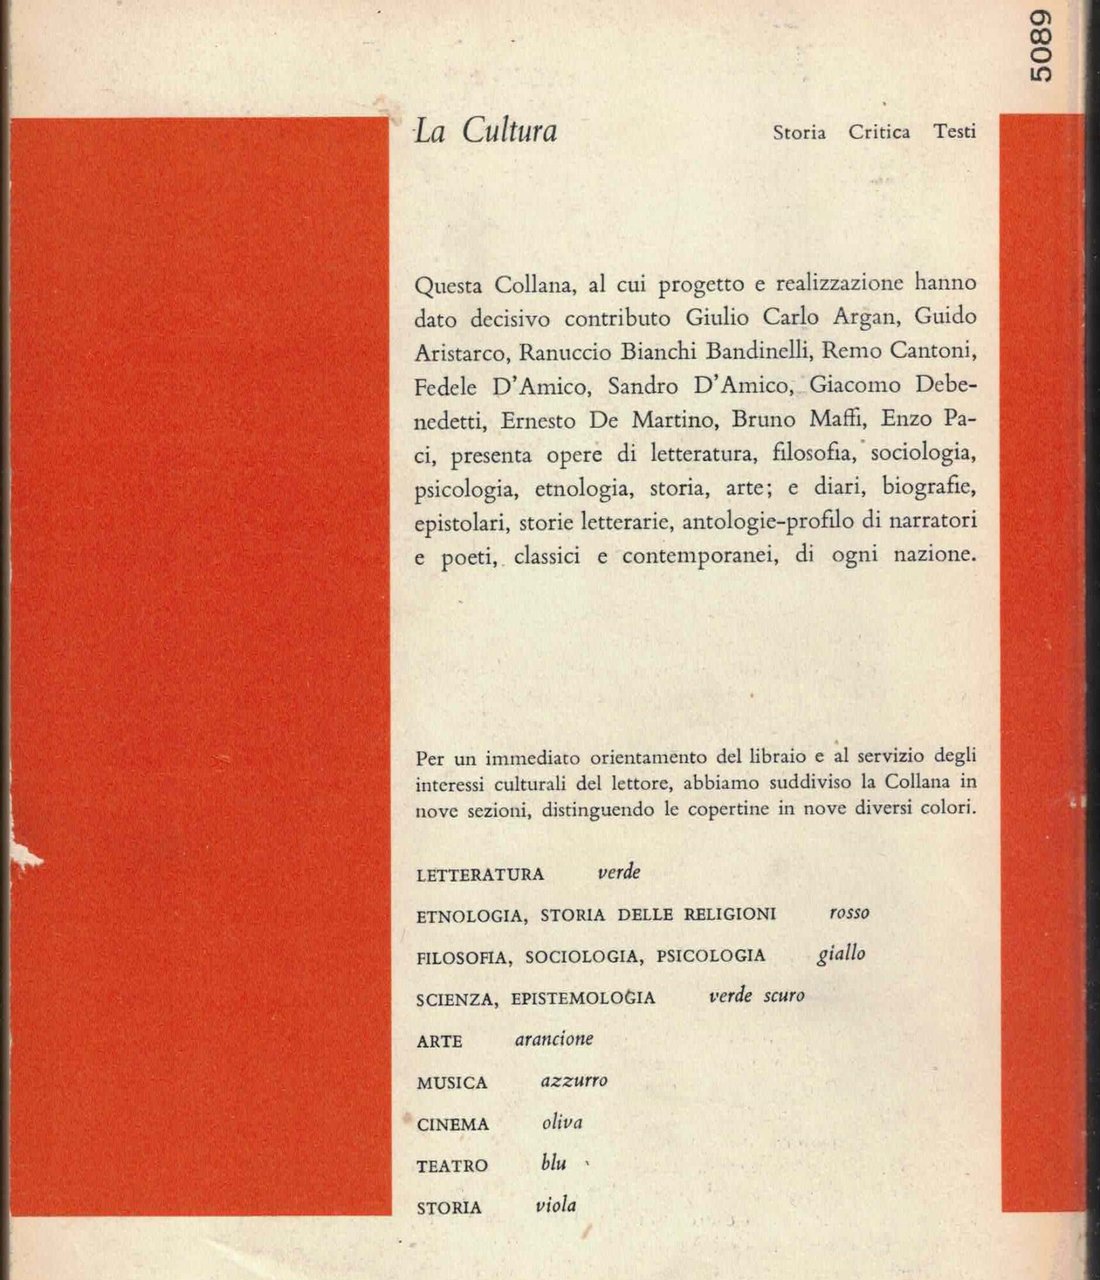 5089
La Cultura Storia Critica Testi
Questa Collana, al cui progetto e realizzazione hanno
dato decisivo contributo Giulio Carlo Argan, Guido
Aristarco, Ranuccio Bianchi Bandinelli, Remo Cantoni,
Fedele D'Amico, Sandro D'Amico, Giacomo Debe-
nedetti, Ernesto De Martino, Bruno Maffi, Enzo Pa-
ci, presenta opere di letteratura, filosofia, sociologia,
psicologia, etnologia, storia, arte; e diari, biografie,
epistolari, storie letterarie, antologie-profilo di narratori
e poeti, classici e contemporanei, di ogni nazione.
Per un immediato orientamento del libraio e al servizio degli
interessi culturali del lettore, abbiamo suddiviso la Collana in
nove sezioni, distinguendo le copertine in nove diversi colori.
LETTERATURA verde
ETNOLOGIA, STORIA DELLE RELIGIONI rosso
FILOSOFIA, SOCIOLOGIA, PSICOLOGIA giallo
SCIENZA, EPISTEMOLOGIA verde scuro
ARTE arancione
MUSICA azzurro
CINEMA oliva
TEATRO blu
STORIA viola